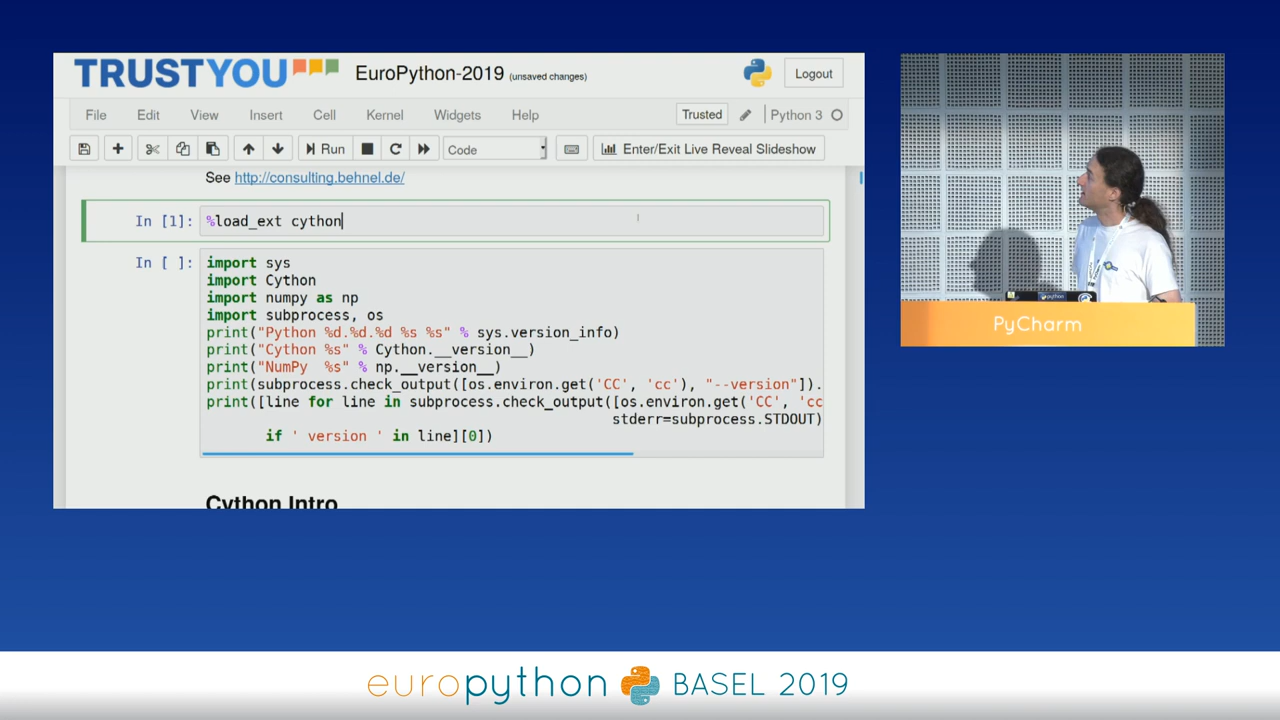 TRUSTYOU
EuroPython-2019 (unsaved changes)
Logout
File Edit View Insert Cell Kernel Widgets Help
Trusted
Python 3
Run
Code
Enter/Exit Live Reveal Slideshow
See http://consulting.behnel.de/
In [1]: %load_ext cython
In [ ]: import sys
import Cython
import numpy as np
import subprocess, os
print("Python %d.%d.%d %s %s" % sys.version_info)
print("Cython %s" % Cython.__version__)
print("NumPy  %s" % np.__version__)
print(subprocess.check_output([os.environ.get('CC', 'cc'), "--version"]).
print([line for line in subprocess.check_output([os.environ.get('CC', 'cc
stderr=subprocess.STDOUT)
if ' version ' in line][0])
Cython Intro
python
PyCharm
europython BASEL 2019